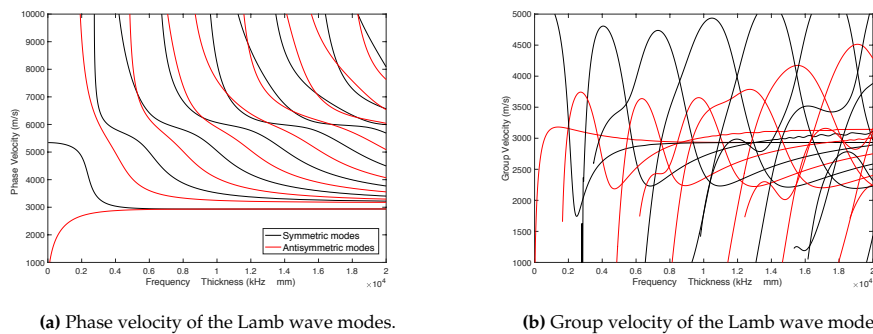 10000
9000
8000
7000
6000
5000
4000
3000
2000
1000
Phase Velocity (m/s)
Symmetric modes
Antisymmetric modes
0 0.2 0.4 0.6 0.8 1.0 1.2 1.4 1.6 1.8 2.0
Frequency Thickness (kHz mm) ×10⁴
(a) Phase velocity of the Lamb wave modes.
5000
4500
4000
3500
3000
2500
2000
1500
1000
Group Velocity (m/s)
0 0.2 0.4 0.6 0.8 1.0 1.2 1.4 1.6 1.8 2.0
Frequency Thickness (kHz mm) ×10⁴
(b) Group velocity of the Lamb wave mode